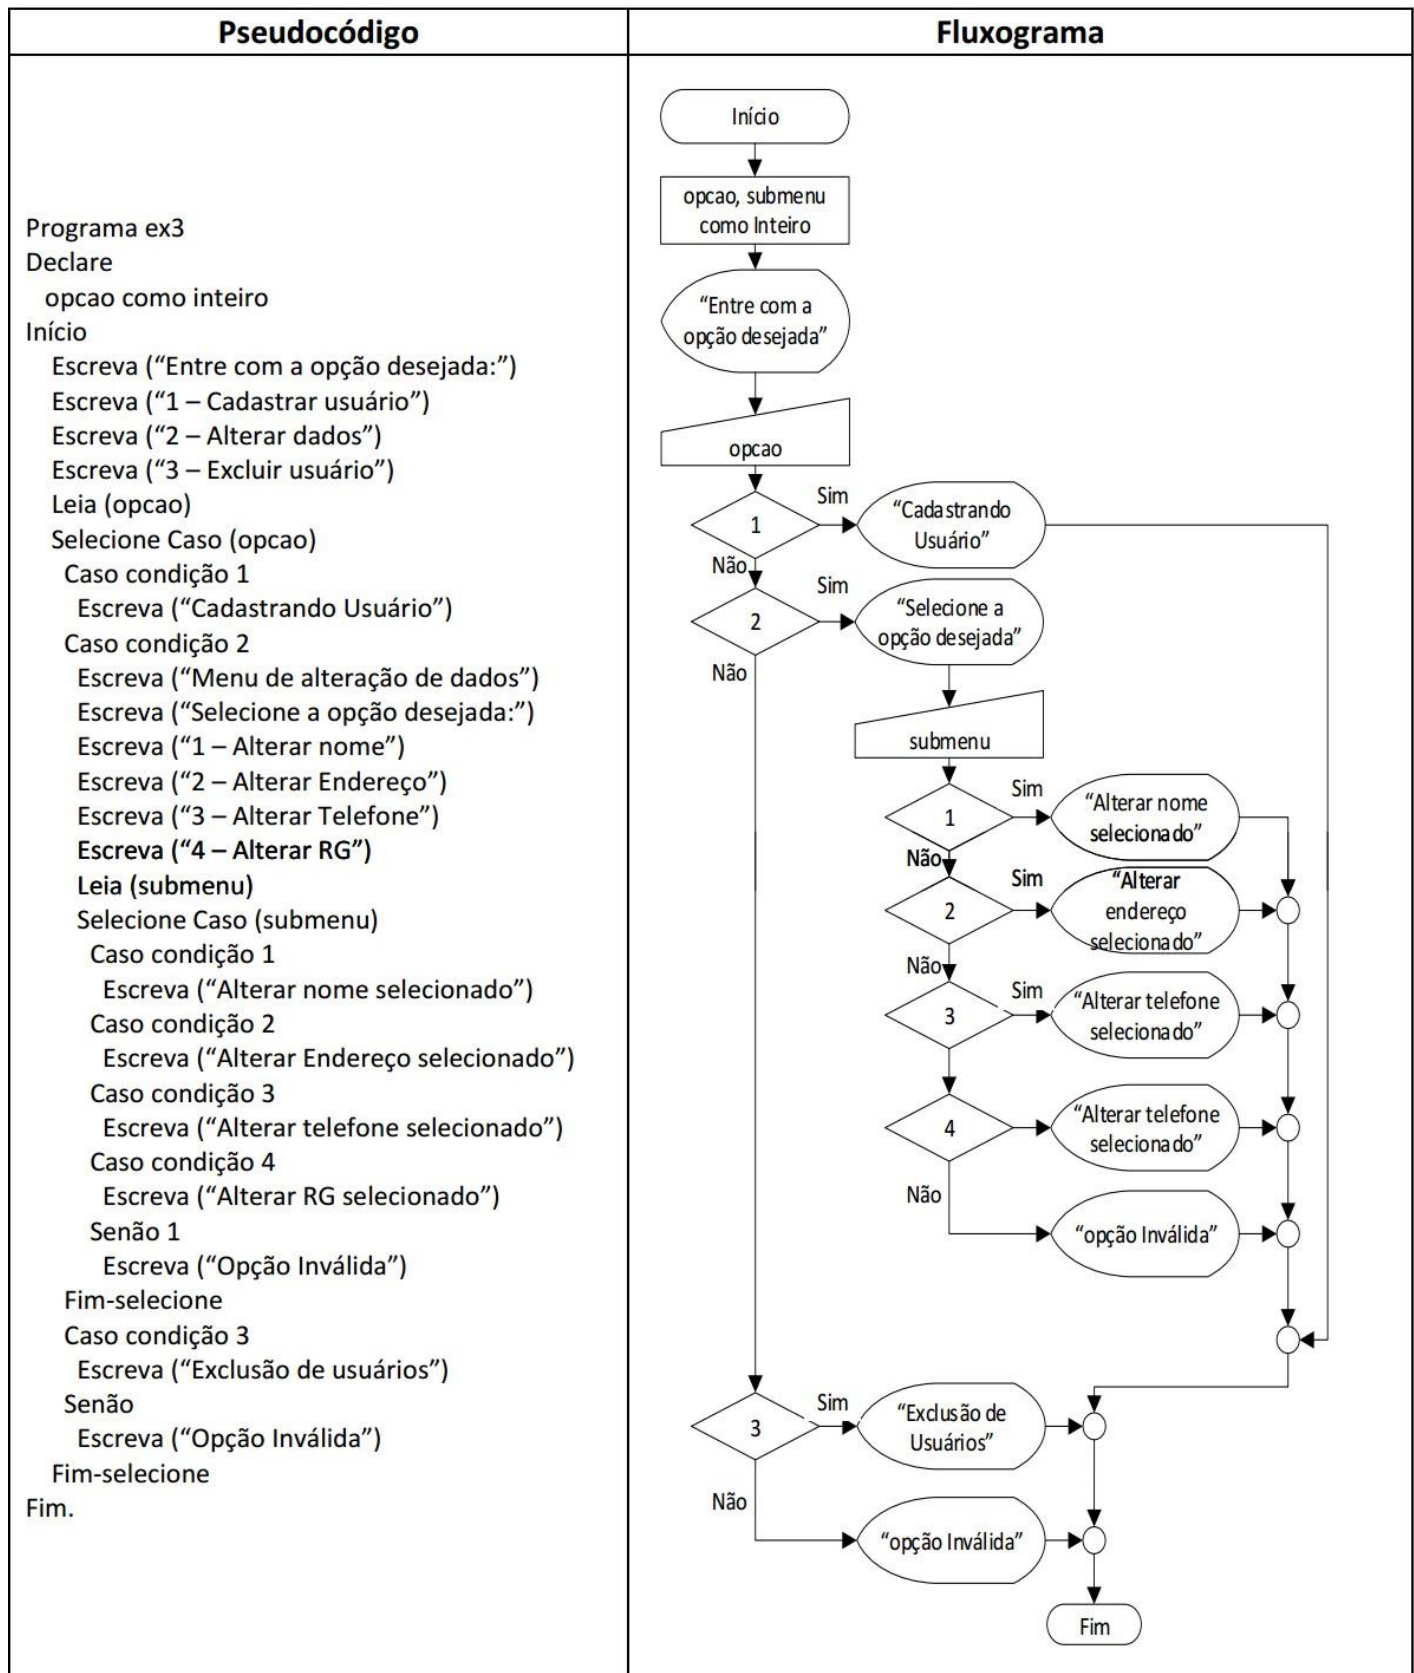 Pseudocódigo
Fluxograma
Programa ex3
Declare
opcao como inteiro
Início
Escreva (“Entre com a opção desejada:”)
Escreva (“1 – Cadastrar usuário”)
Escreva (“2 – Alterar dados”)
Escreva (“3 – Excluir usuário”)
Leia (opcao)
Selecione Caso (opcao)
Caso condição 1
Escreva (“Cadastrando Usuário”)
Caso condição 2
Escreva (“Menu de alteração de dados”)
Escreva (“Selecione a opção desejada:”)
Escreva (“1 – Alterar nome”)
Escreva (“2 – Alterar Endereço”)
Escreva (“3 – Alterar Telefone”)
Escreva (“4 – Alterar RG”)
Leia (submenu)
Selecione Caso (submenu)
Caso condição 1
Escreva (“Alterar nome selecionado”)
Caso condição 2
Escreva (“Alterar Endereço selecionado”)
Caso condição 3
Escreva (“Alterar telefone selecionado”)
Caso condição 4
Escreva (“Alterar RG selecionado”)
Senão 1
Escreva (“Opção Inválida”)
Fim-selecione
Caso condição 3
Escreva (“Exclusão de usuários”)
Senão
Escreva (“Opção Inválida”)
Fim-selecione
Fim.
Início
opcao, submenu
como Inteiro
“Entre com a
opção desejada”
opcao
1
Sim
“Cadastrando
Usuário”
Não
2
Sim
“Selecione a
opção desejada”
Não
submenu
1
Sim
“Alterar nome
selecionado”
Não
2
Sim
“Alterar
endereço
selecionado”
Não
3
Sim
“Alterar telefone
selecionado”
4
“Alterar telefone
selecionado”
Não
“opção Inválida”
3
Sim
“Exclusão de
Usuários”
Não
“opção Inválida”
Fim